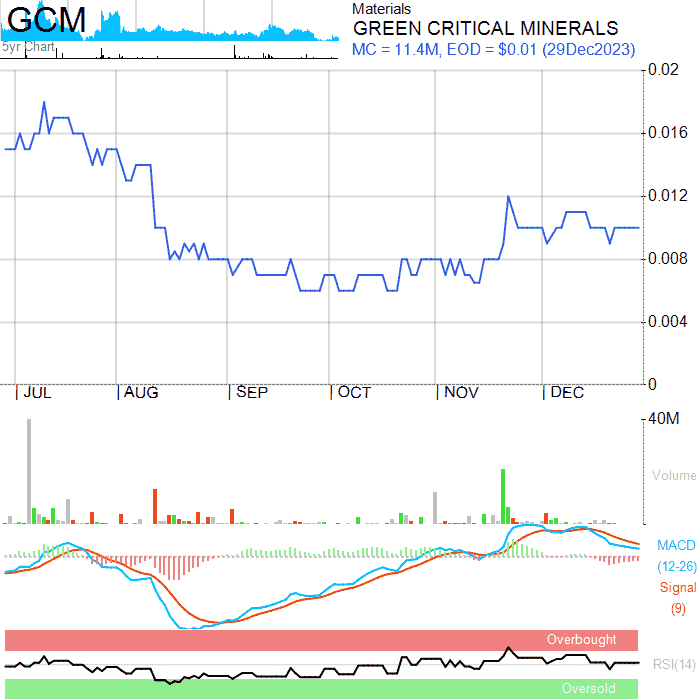 GCM
5yr Chart
Materials
GREEN CRITICAL MINERALS
MC = 11.4M, EOD = $0.01 (29Dec2023)
0.02
0.016
0.012
0.008
0.004
0
JUL AUG SEP OCT NOV DEC
40M
Volume
MACD
(12-26)
Signal
(9)
Overbought
RSI(14)
Oversold